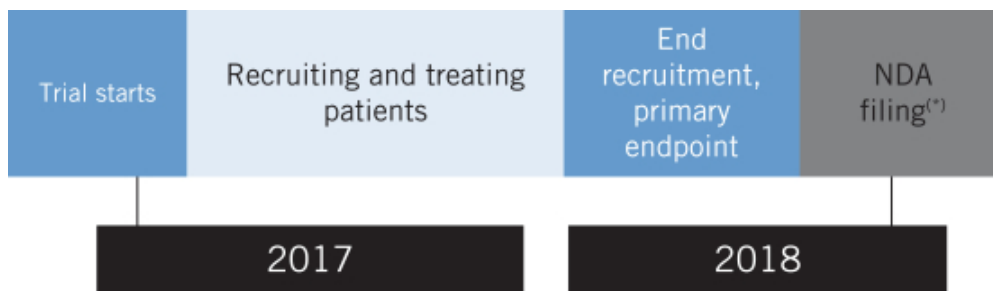 Trial starts
Recruiting and treating
patients
End
recruitment,
primary
endpoint
NDA
filing(*)
2017
2018